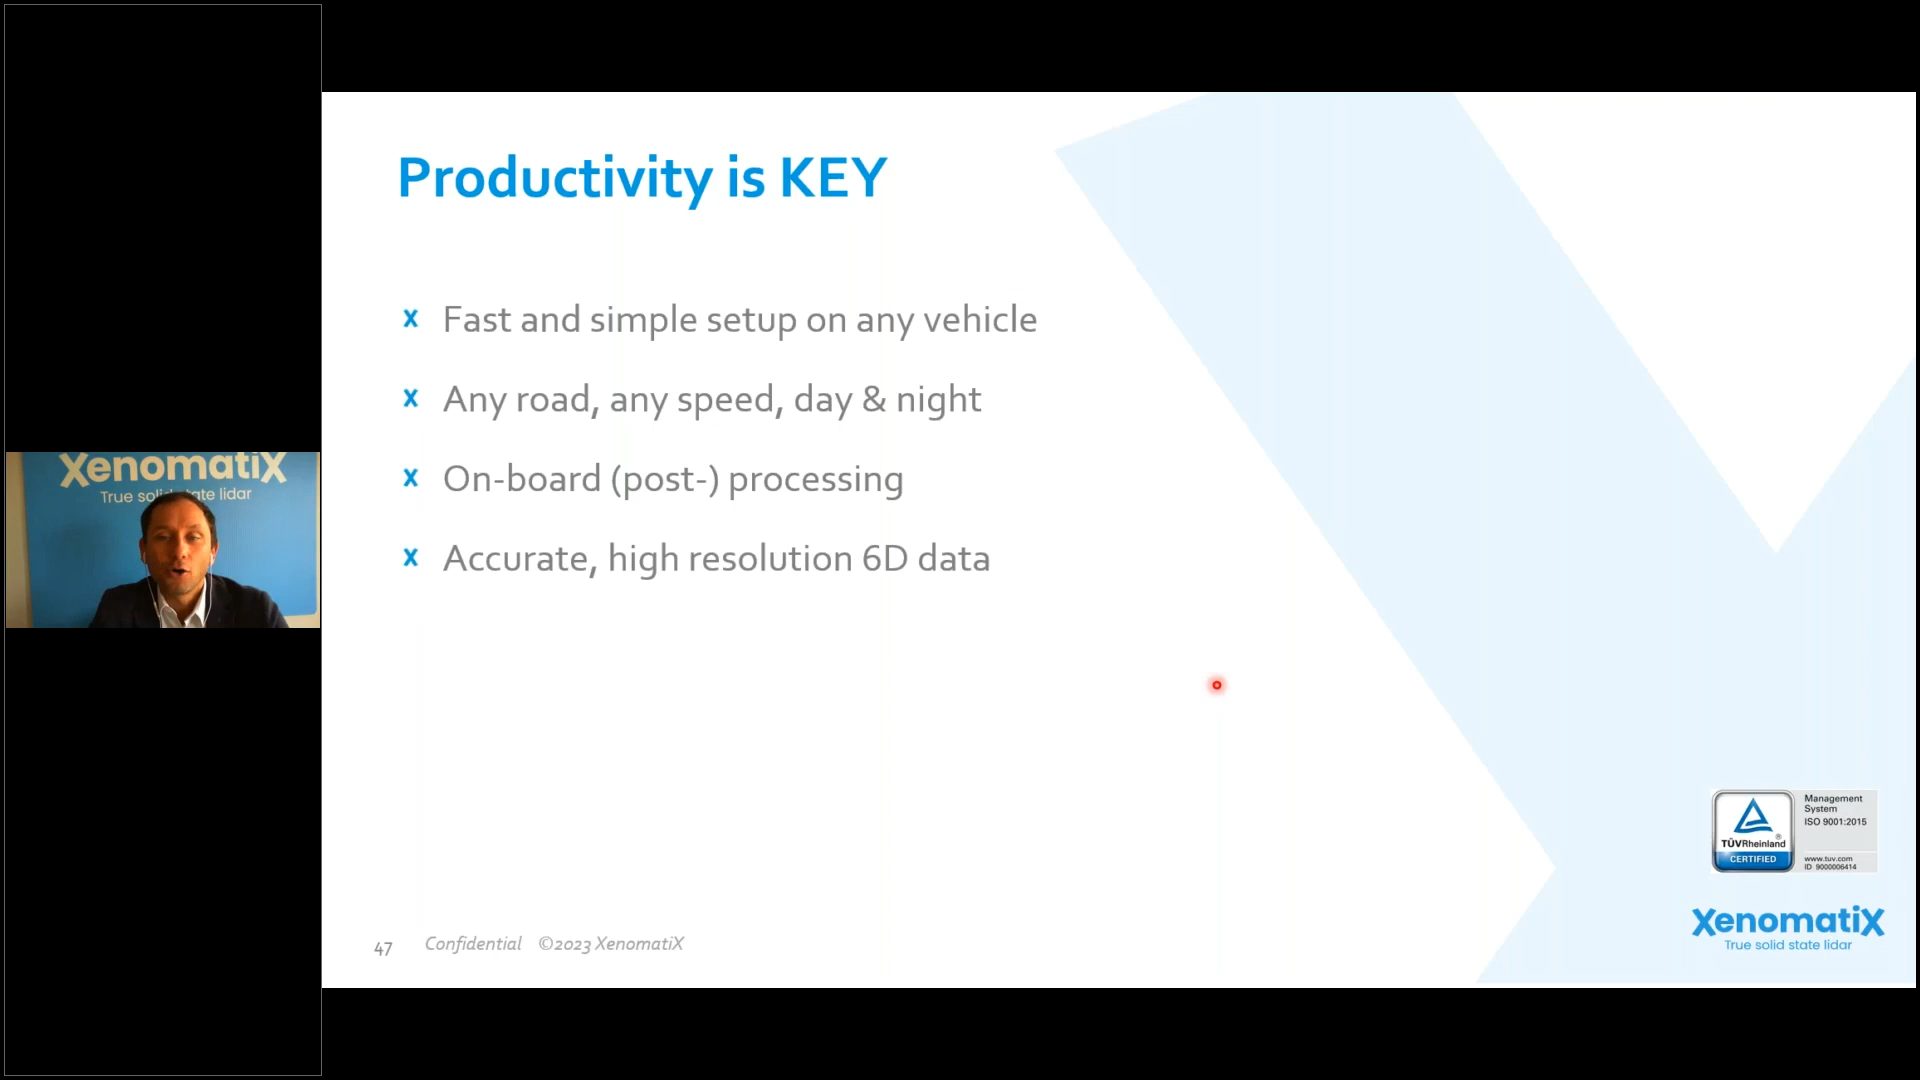 Productivity is KEY
x Fast and simple setup on any vehicle
x Any road, any speed, day & night
x On-board (post-) processing
x Accurate, high resolution 6D data
XenomatiX
True solid state lidar
TÜVRheinland
®
CERTIFIED
Management
System
ISO 9001:2015
www.tuv.com
ID 9000006414
XenomatiX
True solid state lidar
47 Confidential ©2023 XenomatiX